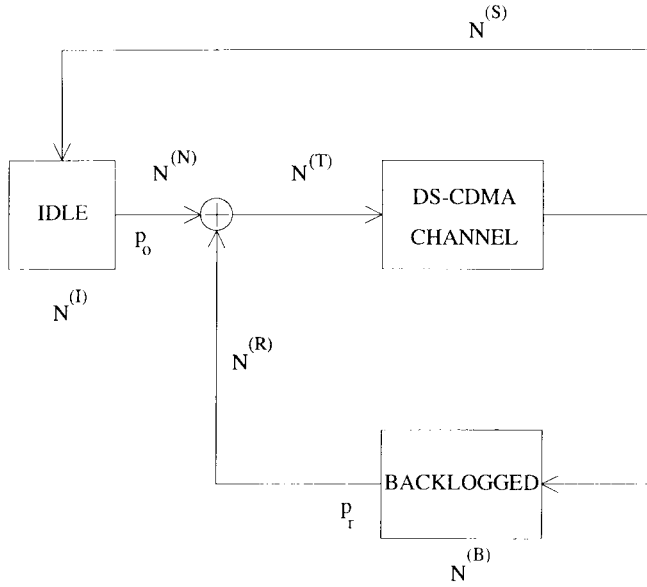 N^(S)
N^(N)
N^(T)
IDLE
DS-CDMA
CHANNEL
p_o
N^(I)
N^(R)
BACKLOGGED
p_r
N^(B)